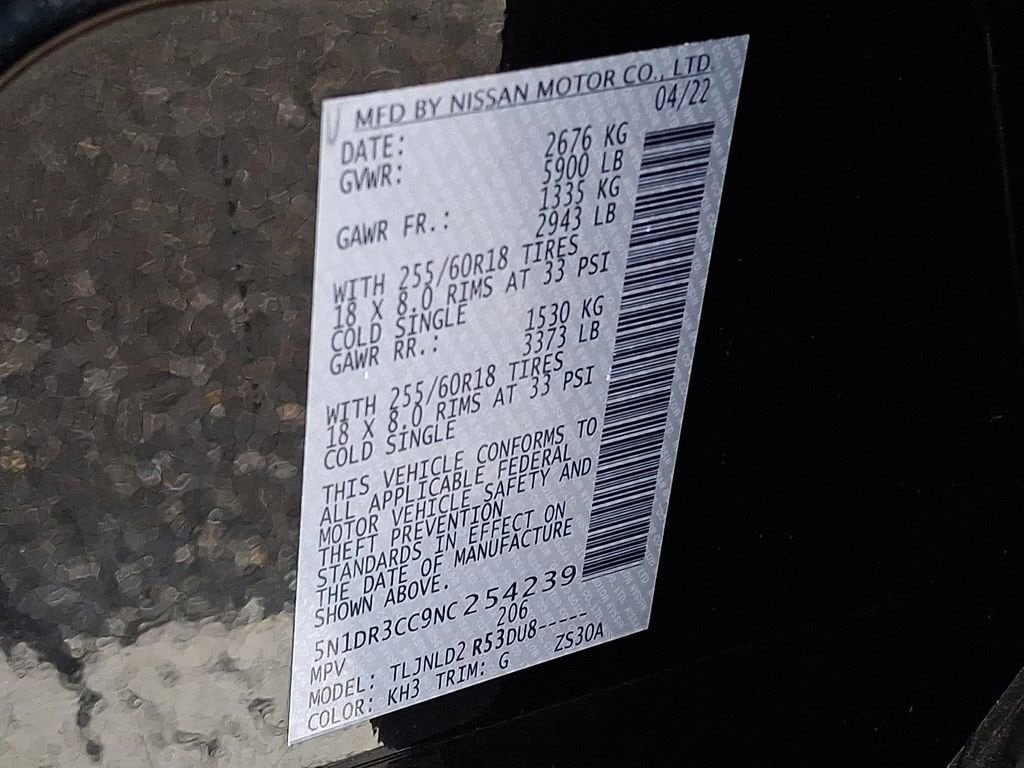 MFD BY NISSAN MOTOR CO., LTD.
DATE: 04/22
GVWR: 2676 KG
5900 LB
GAWR FR.: 1335 KG
2943 LB
WITH 255/60R18 TIRES
18 X 8.0 RIMS AT 33 PSI
COLD SINGLE
GAWR RR.: 1530 KG
3373 LB
WITH 255/60R18 TIRES
18 X 8.0 RIMS AT 33 PSI
COLD SINGLE
THIS VEHICLE CONFORMS TO
ALL APPLICABLE FEDERAL
MOTOR VEHICLE SAFETY AND
THEFT PREVENTION
STANDARDS IN EFFECT ON
THE DATE OF MANUFACTURE
SHOWN ABOVE.
5N1DR3CC9NC254239
MPV 206
MODEL: TLJNLD2 R53DU8-----
COLOR: KH3 TRIM: G ZS30A